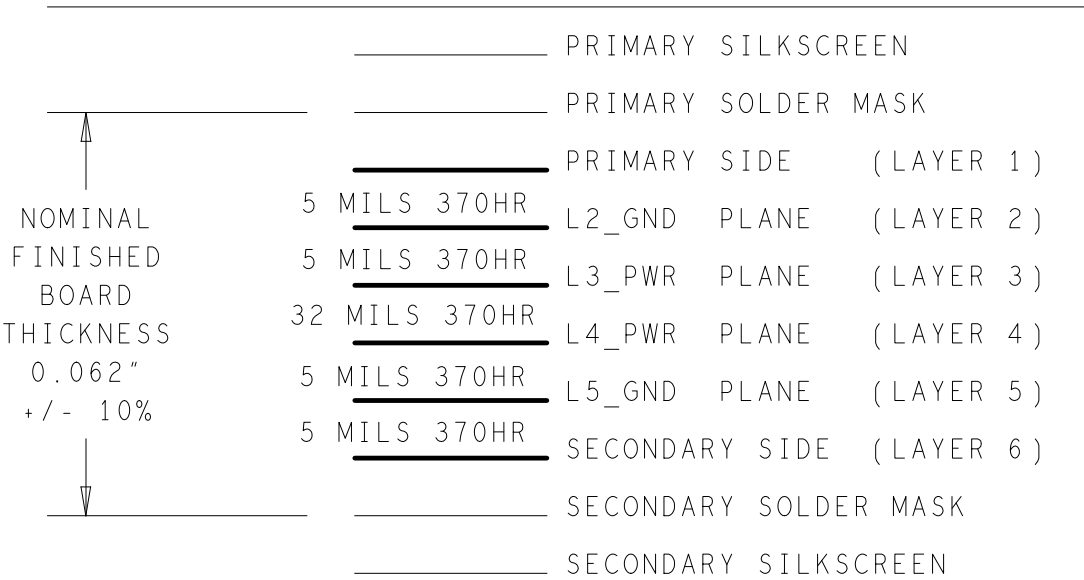 PRIMARY SILKSCREEN
PRIMARY SOLDER MASK
PRIMARY SIDE (LAYER 1)
5 MILS 370HR
L2_GND PLANE (LAYER 2)
5 MILS 370HR
L3_PWR PLANE (LAYER 3)
32 MILS 370HR
L4_PWR PLANE (LAYER 4)
5 MILS 370HR
L5_GND PLANE (LAYER 5)
5 MILS 370HR
SECONDARY SIDE (LAYER 6)
SECONDARY SOLDER MASK
SECONDARY SILKSCREEN
NOMINAL
FINISHED
BOARD
THICKNESS
0.062"
+/- 10%